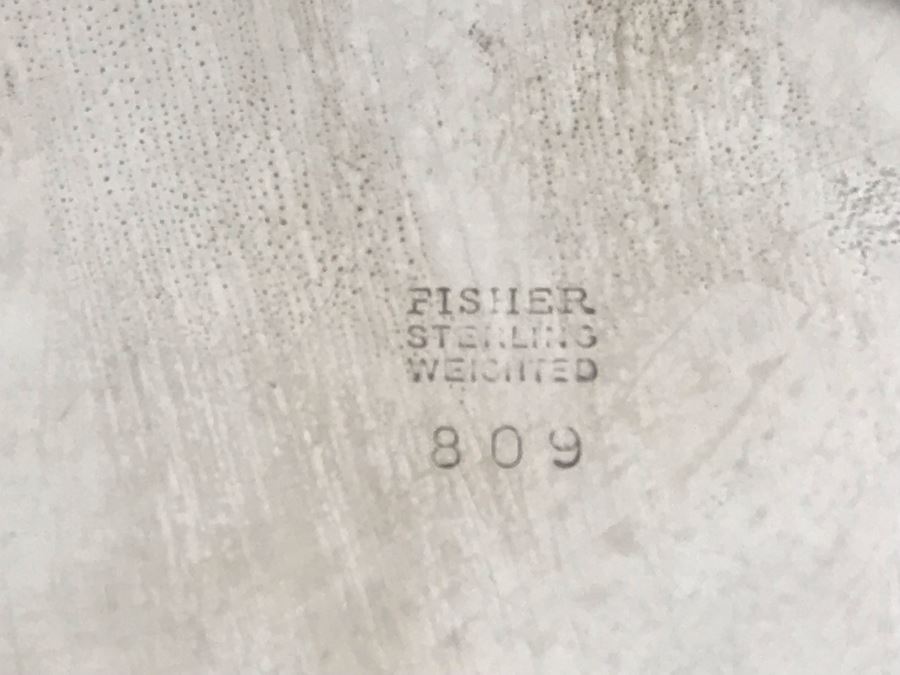 FISHER
STERLING
WEIGHTED
809